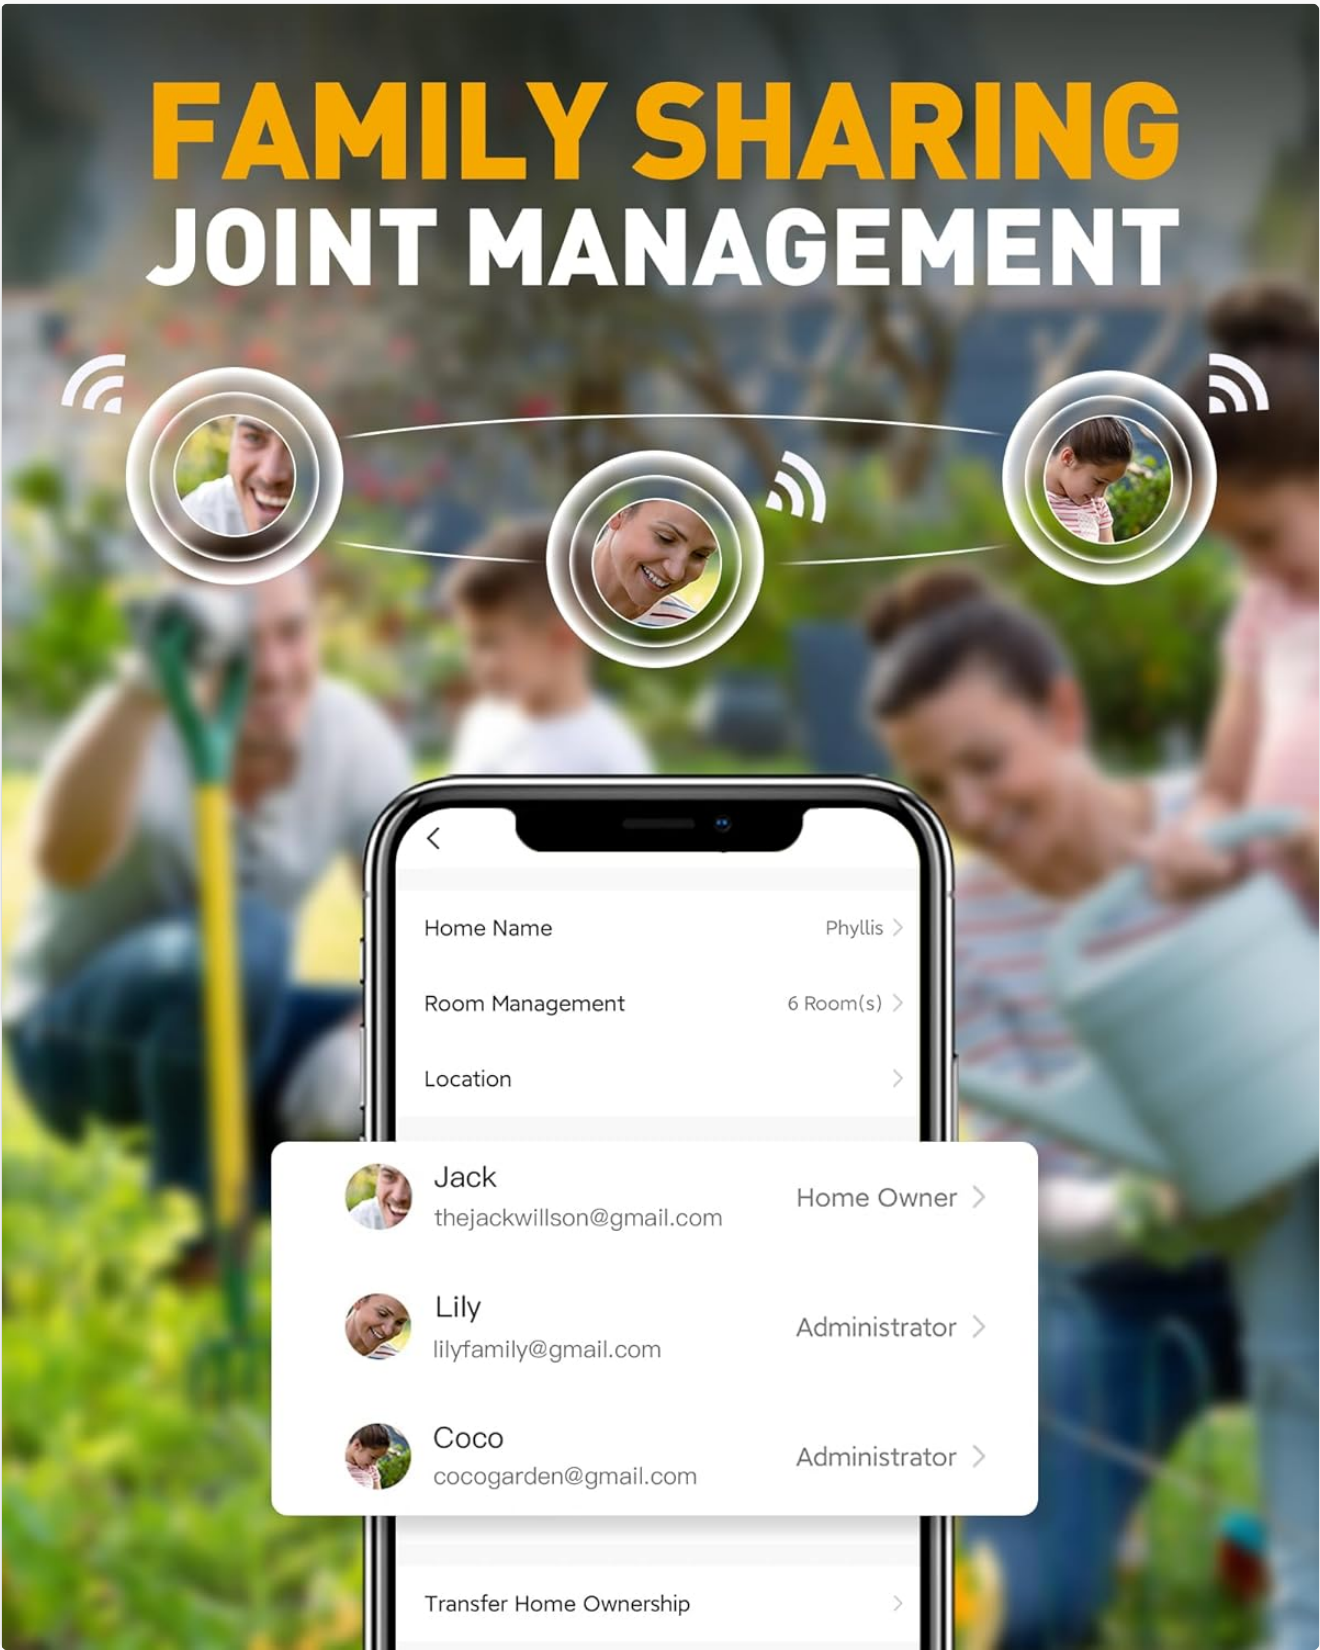 FAMILY SHARING
JOINT MANAGEMENT
Home Name Phyllis
Room Management 6 Room(s)
Location
Jack
thejackwillson@gmail.com
Home Owner
Lily
lilyfamily@gmail.com
Administrator
Coco
cocogarden@gmail.com
Administrator
Transfer Home Ownership